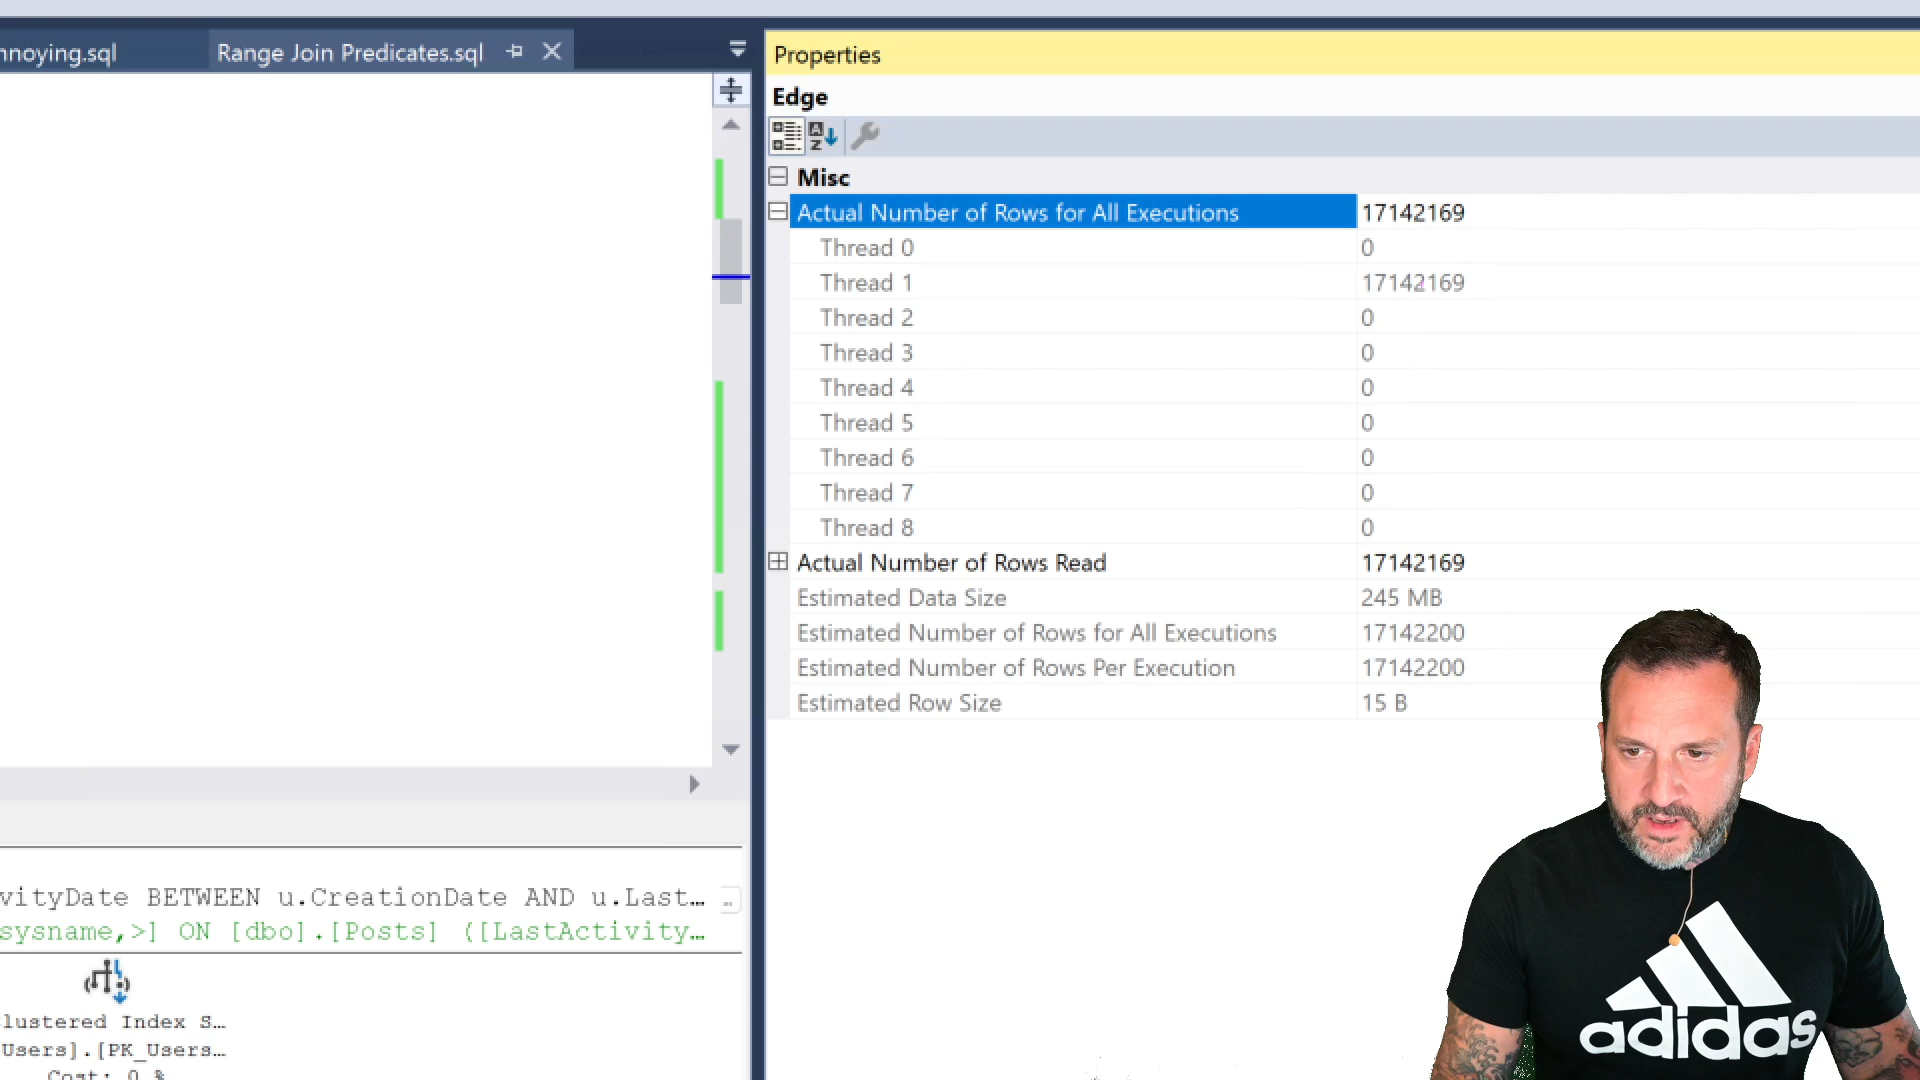 nnoying.sql
Range Join Predicates.sql
Properties
Edge
Misc
Actual Number of Rows for All Executions 17142169
Thread 0 0
Thread 1 17142169
Thread 2 0
Thread 3 0
Thread 4 0
Thread 5 0
Thread 6 0
Thread 7 0
Thread 8 0
Actual Number of Rows Read 17142169
Estimated Data Size 245 MB
Estimated Number of Rows for All Executions 17142200
Estimated Number of Rows Per Execution 17142200
Estimated Row Size 15 B
vityDate BETWEEN u.CreationDate AND u.Last…
sysname,>] ON [dbo].[Posts] ([LastActivity…
lustered Index S…
Users].[PK_Users…
Cost: 0 %
adidas